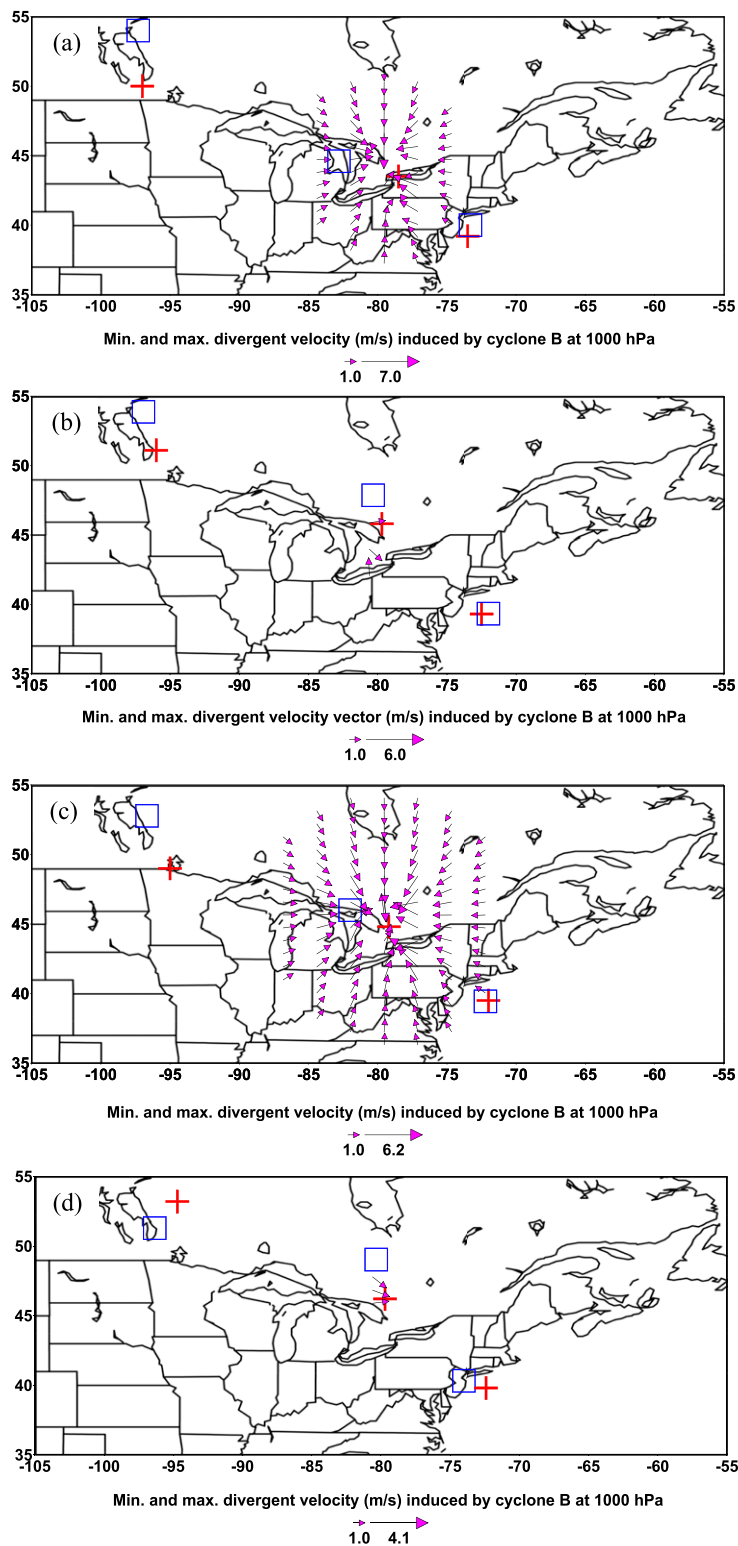 55
(a)
50
45
40
35
-105 -100 -95 -90 -85 -80 -75 -70 -65 -60 -55
Min. and max. divergent velocity (m/s) induced by cyclone B at 1000 hPa
1.0 7.0
55
(b)
50
45
40
35
-105 -100 -95 -90 -85 -80 -75 -70 -65 -60 -55
Min. and max. divergent velocity vector (m/s) induced by cyclone B at 1000 hPa
1.0 6.0
55
(c)
50
45
40
35
-105 -100 -95 -90 -85 -80 -75 -70 -65 -60 -55
Min. and max. divergent velocity (m/s) induced by cyclone B at 1000 hPa
1.0 6.2
55
(d)
50
45
40
35
-105 -100 -95 -90 -85 -80 -75 -70 -65 -60 -55
Min. and max. divergent velocity (m/s) induced by cyclone B at 1000 hPa
1.0 4.1